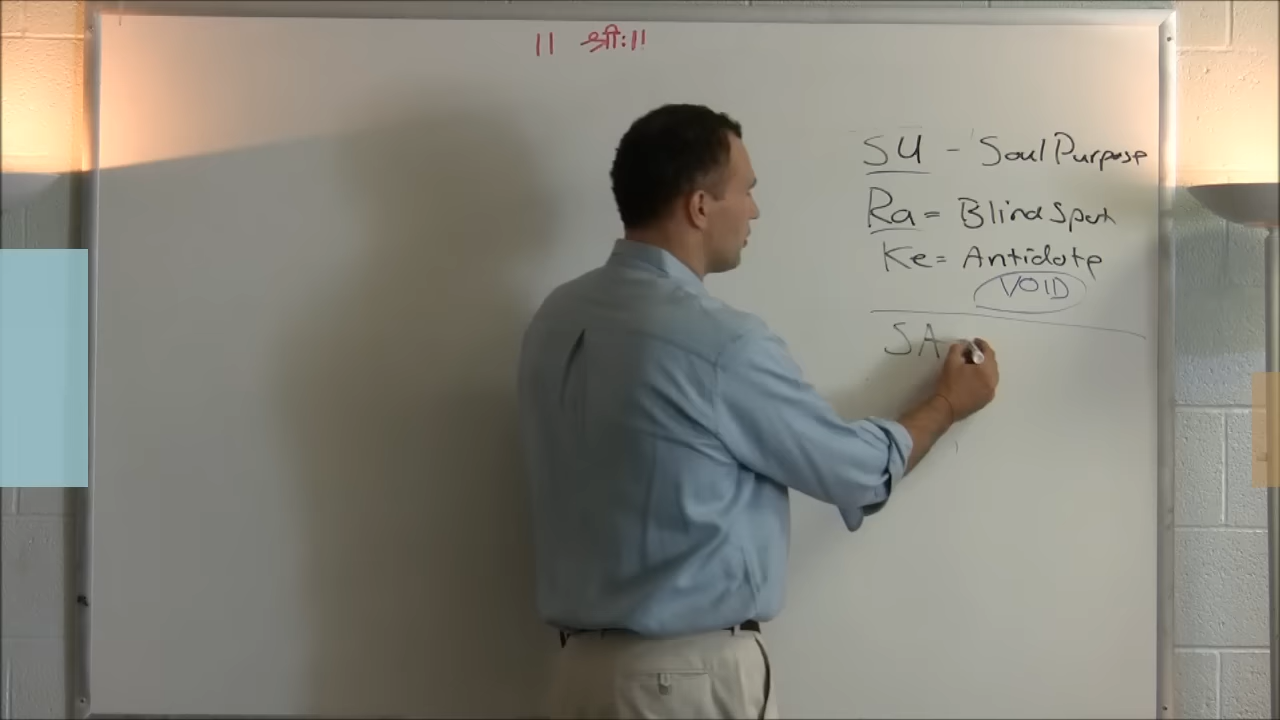 || श्रीः||
SU - Soul Purpose
Ra = Blind Spot
Ke = Antidote
VOID
SA